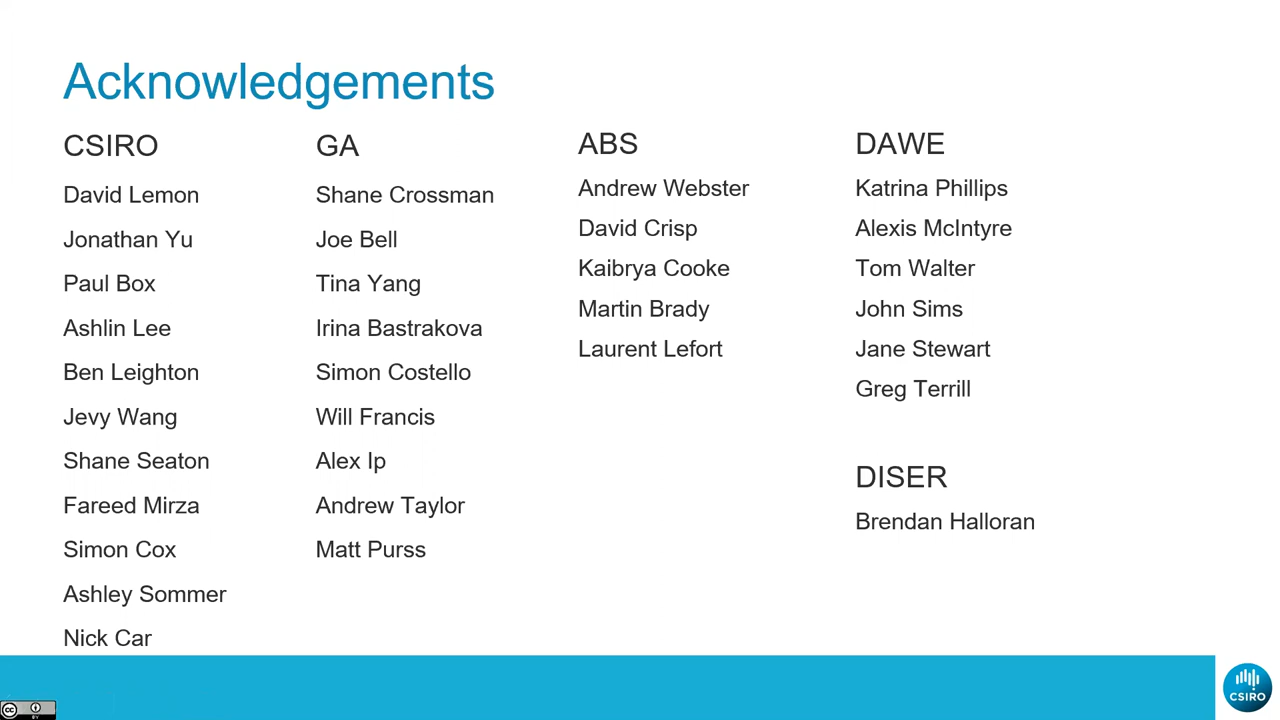 Acknowledgements
CSIRO
David Lemon
Jonathan Yu
Paul Box
Ashlin Lee
Ben Leighton
Jevy Wang
Shane Seaton
Fareed Mirza
Simon Cox
Ashley Sommer
Nick Car
GA
Shane Crossman
Joe Bell
Tina Yang
Irina Bastrakova
Simon Costello
Will Francis
Alex Ip
Andrew Taylor
Matt Purss
ABS
Andrew Webster
David Crisp
Kaibrya Cooke
Martin Brady
Laurent Lefort
DAWE
Katrina Phillips
Alexis McIntyre
Tom Walter
John Sims
Jane Stewart
Greg Terrill
DISER
Brendan Halloran
cc
BY
CSIRO